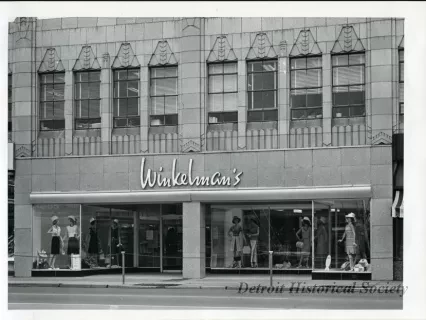 Winkelman's
Detroit Historical Society